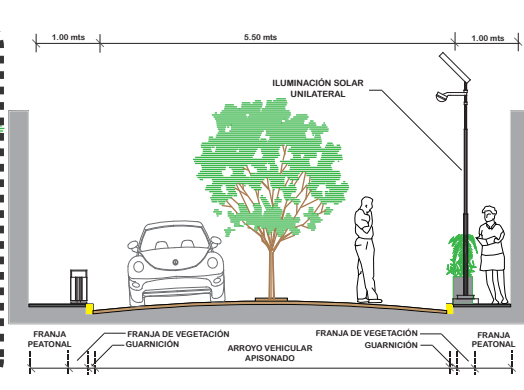 1.00 mts
5.50 mts
1.00 mts
ILUMINACIÓN SOLAR
UNILATERAL
FRANJA
PEATONAL
FRANJA DE VEGETACIÓN
GUARNICIÓN
ARROYO VEHICULAR
APISONADO
FRANJA DE VEGETACIÓN
GUARNICIÓN
FRANJA
PEATONAL